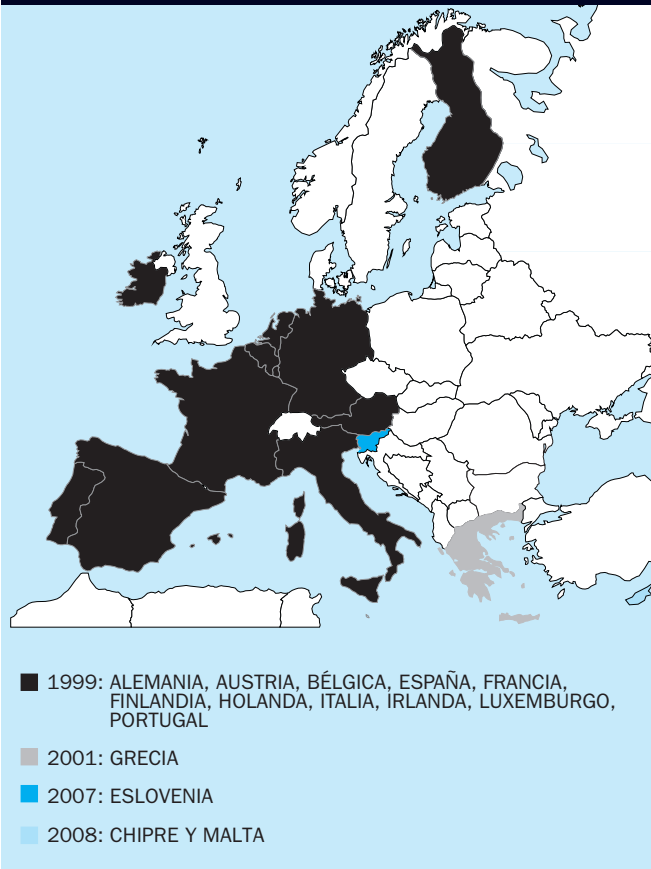 1999: ALEMANIA, AUSTRIA, BÉLGICA, ESPAÑA, FRANCIA,
FINLANDIA, HOLANDA, ITALIA, IRLANDA, LUXEMBURGO,
PORTUGAL
2001: GRECIA
2007: ESLOVENIA
2008: CHIPRE Y MALTA